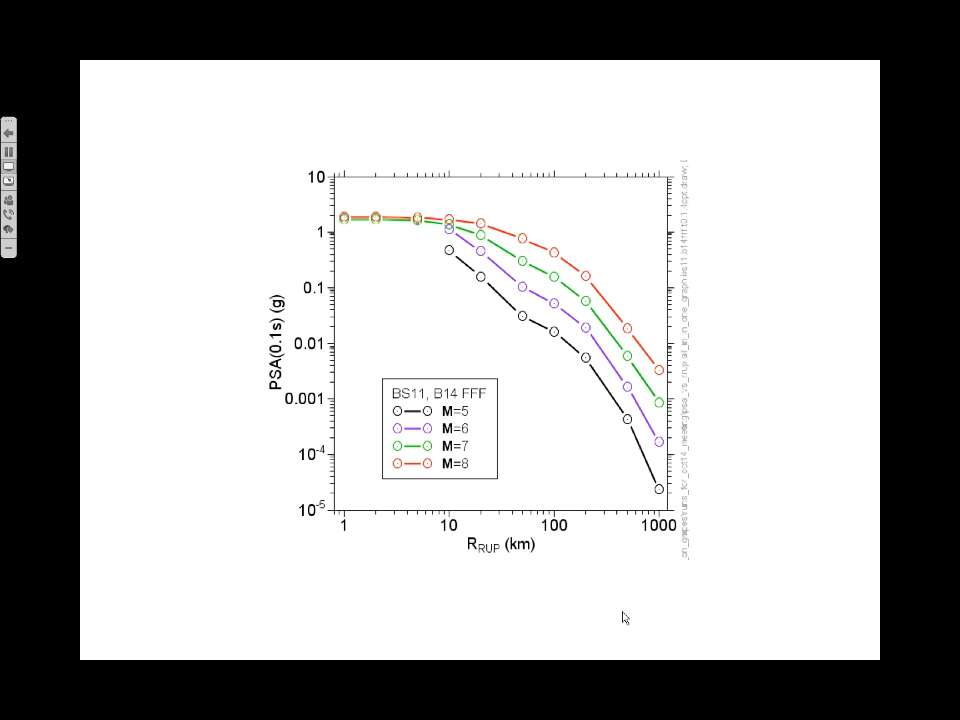 10
1
0.1
0.01
0.001
10-4
10-5
PSA(0.1s) (g)
BS11, B14 FFF
M=5
M=6
M=7
M=8
1 10 100 1000
RRUP (km)